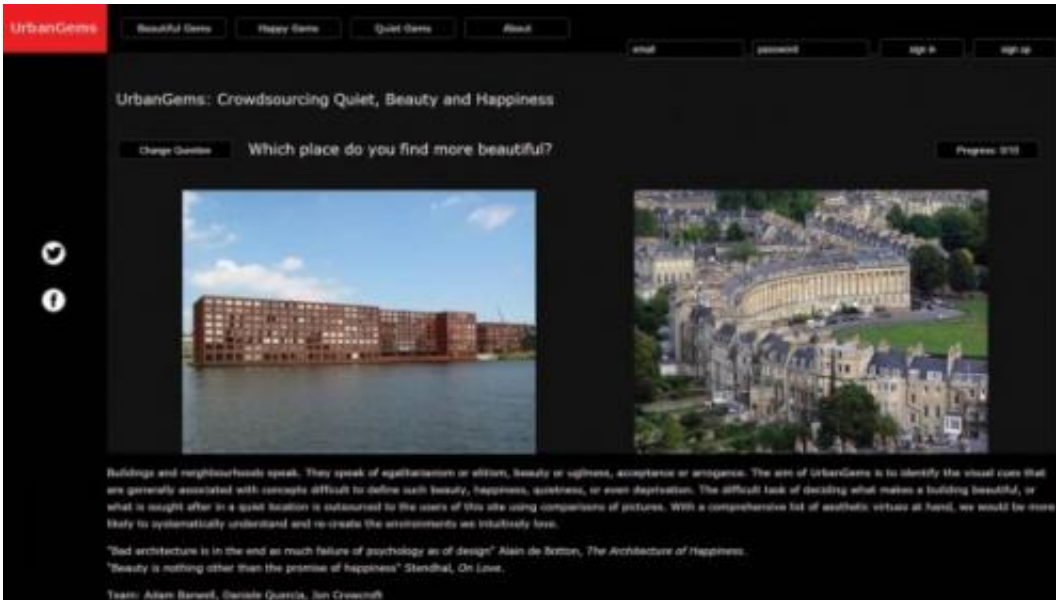 UrbanGems
Beautiful Gems
Happy Gems
Quiet Gems
About
email
password
sign in
sign up
UrbanGems: Crowdsourcing Quiet, Beauty and Happiness
Change Question
Which place do you find more beautiful?
Progress: 0/10
Buildings and neighbourhoods speak. They speak of egalitarianism or elitism, beauty or ugliness, acceptance or arrogance. The aim of UrbanGems is to identify the visual cues that
are generally associated with concepts difficult to define such beauty, happiness, quietness, or even deprivation. The difficult task of deciding what makes a building beautiful, or
what is sought after in a quiet location is outsourced to the users of this site using comparisons of pictures. With a comprehensive list of aesthetic virtues at hand, we would be more
likely to systematically understand and re-create the environments we intuitively love.
"Bad architecture is in the end as much failure of psychology as of design" Alain de Botton, The Architecture of Happiness.
"Beauty is nothing other than the promise of happiness" Stendhal, On Love.
Team: Adam Barwell, Daniele Quercia, Jon Crowcroft